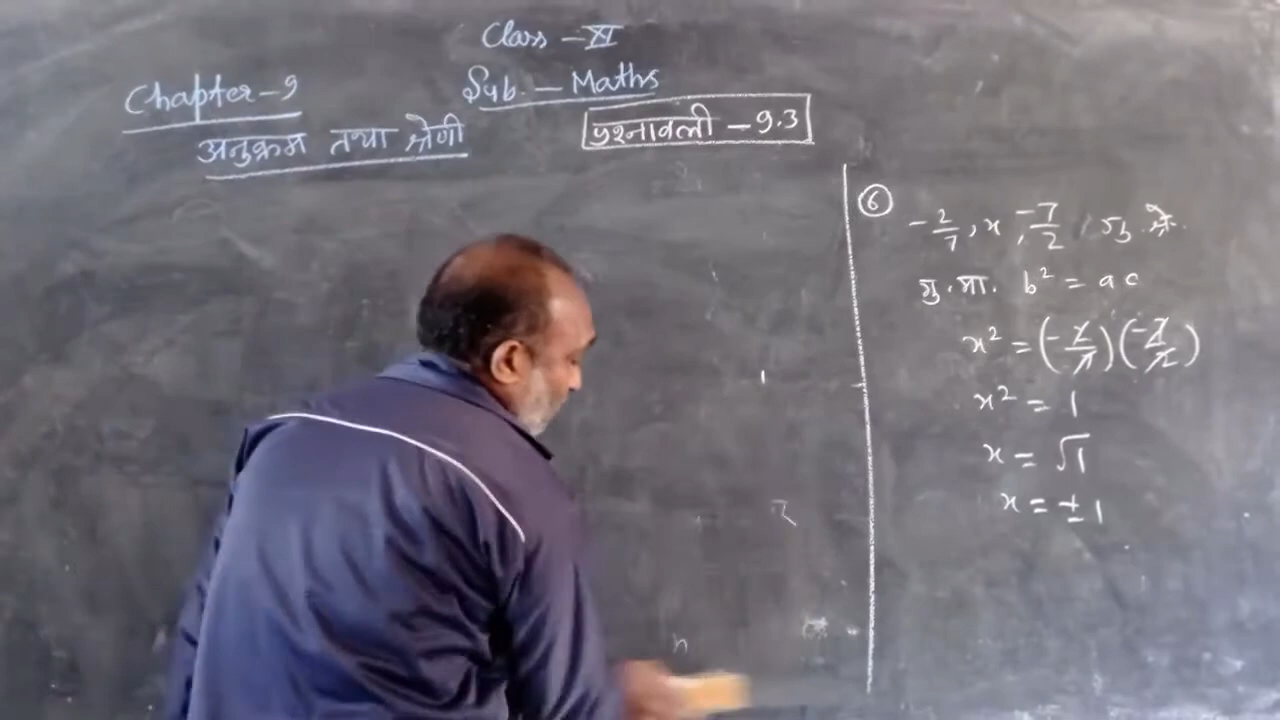 Class - XI
Sub. - Maths
Chapter-9
अनुक्रम तथा श्रेणी
प्रश्नावली - 9.3
6
-2/7, x, -7/2
गु. मा. b² = ac
x² = (-2/7)(-7/2)
x² = 1
x = √1
x = ±1